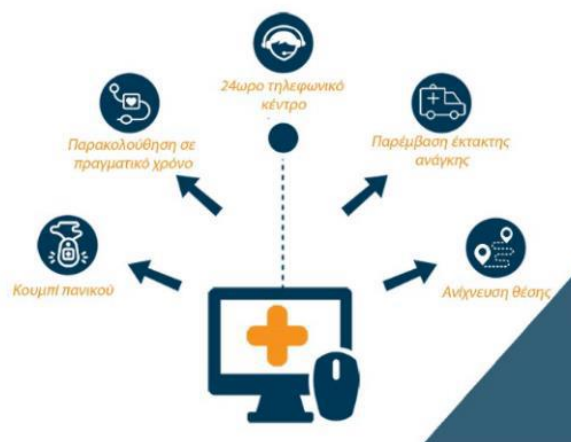 24ωρο τηλεφωνικό
κέντρο
Παρακολούθηση σε
πραγματικό χρόνο
Παρέμβαση έκτακτης
ανάγκης
Κουμπί πανικού
Ανίχνευση θέσης